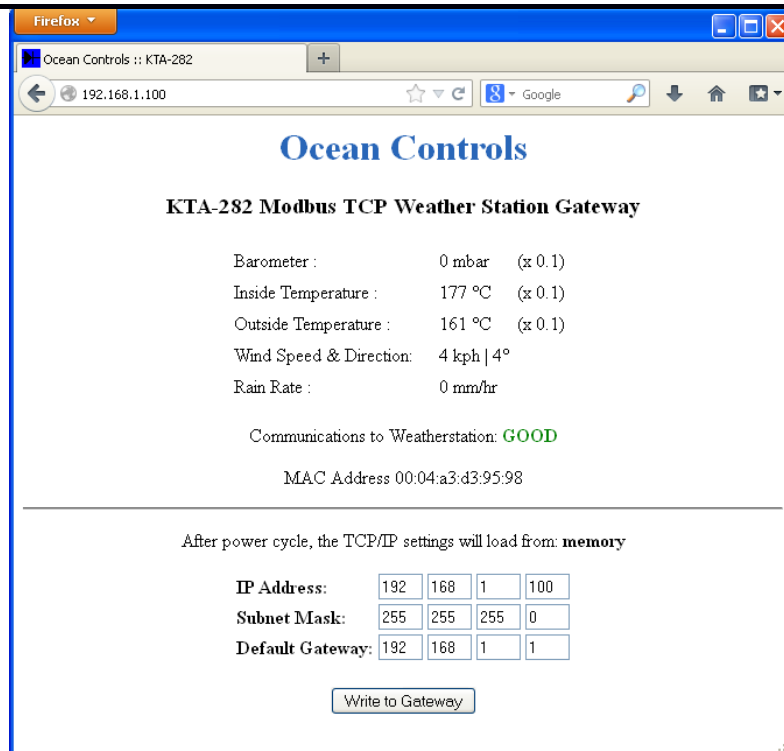 Firefox
Ocean Controls :: KTA-282
192.168.1.100
8 Google
Ocean Controls
KTA-282 Modbus TCP Weather Station Gateway
Barometer : 0 mbar (x 0.1)
Inside Temperature : 177 ºC (x 0.1)
Outside Temperature : 161 ºC (x 0.1)
Wind Speed & Direction: 4 kph | 4º
Rain Rate : 0 mm/hr
Communications to Weatherstation: GOOD
MAC Address 00:04:a3:d3:95:98
After power cycle, the TCP/IP settings will load from: memory
IP Address: 192 168 1 100
Subnet Mask: 255 255 255 0
Default Gateway: 192 168 1 1
Write to Gateway